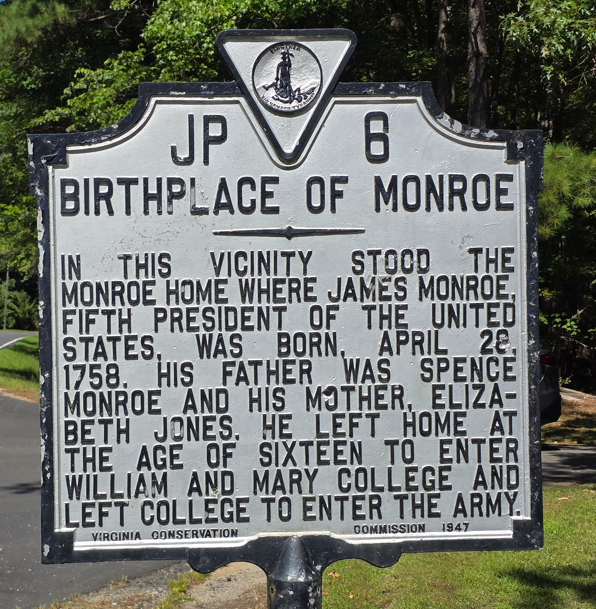 VIRGINIA
JP 6
BIRTHPLACE OF MONROE
IN THIS VICINITY STOOD THE
MONROE HOME WHERE JAMES MONROE,
FIFTH PRESIDENT OF THE UNITED
STATES, WAS BORN, APRIL 28,
1758. HIS FATHER WAS SPENCE
MONROE AND HIS MOTHER, ELIZA-
BETH JONES. HE LEFT HOME AT
THE AGE OF SIXTEEN TO ENTER
WILLIAM AND MARY COLLEGE AND
LEFT COLLEGE TO ENTER THE ARMY.
VIRGINIA CONSERVATION COMMISSION 1947